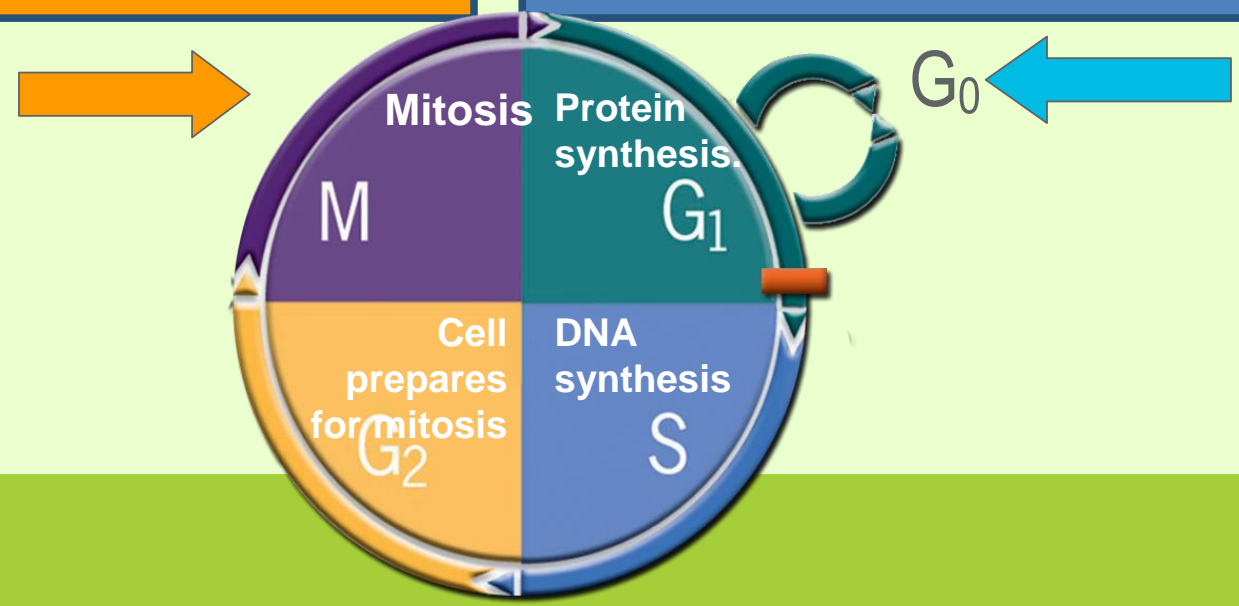 Mitosis
M
Protein
synthesis.
G₁
G₀
Cell
prepares
for mitosis
G₂
DNA
synthesis
S